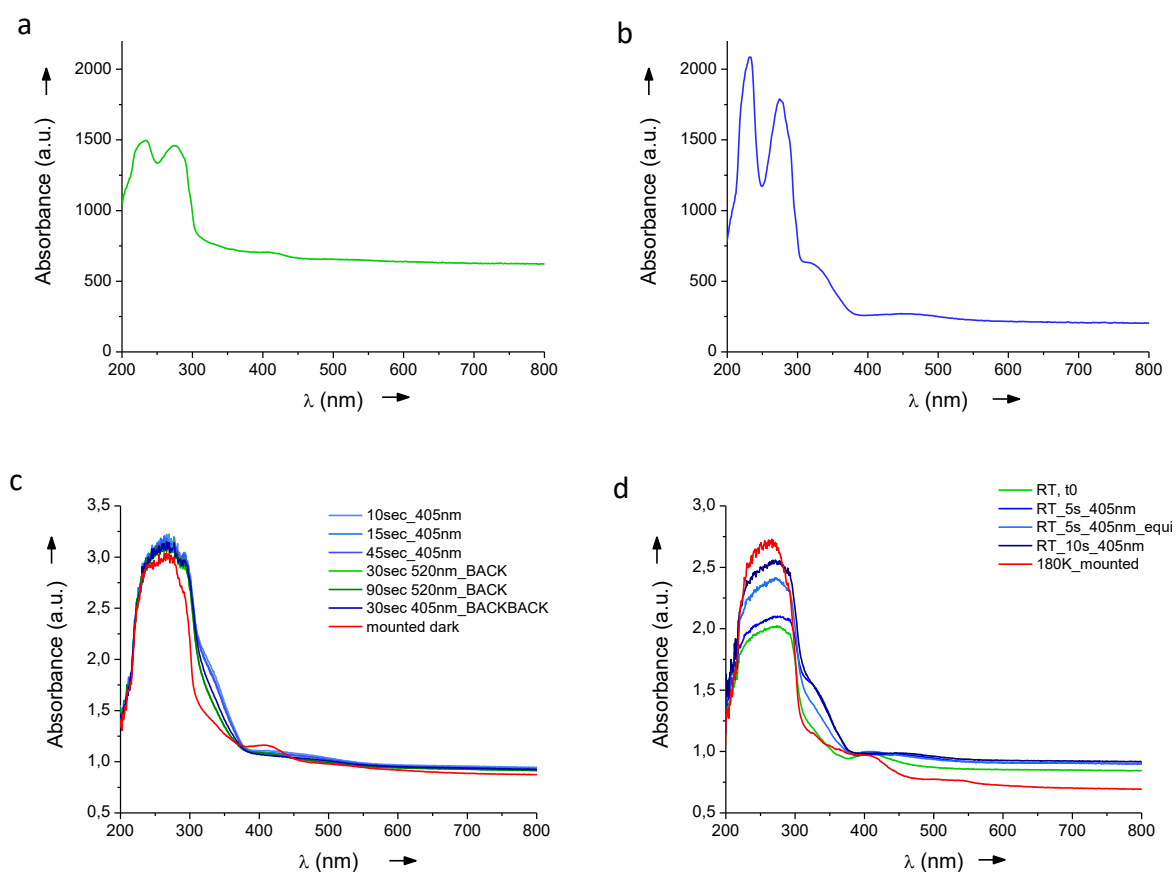 a
2000
1500
1000
500
0
200 300 400 500 600 700 800
Absorbance (a.u.)
λ (nm)
b
2000
1500
1000
500
0
200 300 400 500 600 700 800
Absorbance (a.u.)
λ (nm)
c
3,5
3,0
2,5
2,0
1,5
1,0
0,5
200 300 400 500 600 700 800
Absorbance (a.u.)
λ (nm)
10sec_405nm
15sec_405nm
45sec_405nm
30sec 520nm_BACK
90sec 520nm_BACK
30sec 405nm_BACKBACK
mounted dark
d
3,0
2,5
2,0
1,5
1,0
0,5
200 300 400 500 600 700 800
Absorbance (a.u.)
λ (nm)
RT, t0
RT_5s_405nm
RT_5s_405nm_equi
RT_10s_405nm
180K_mounted